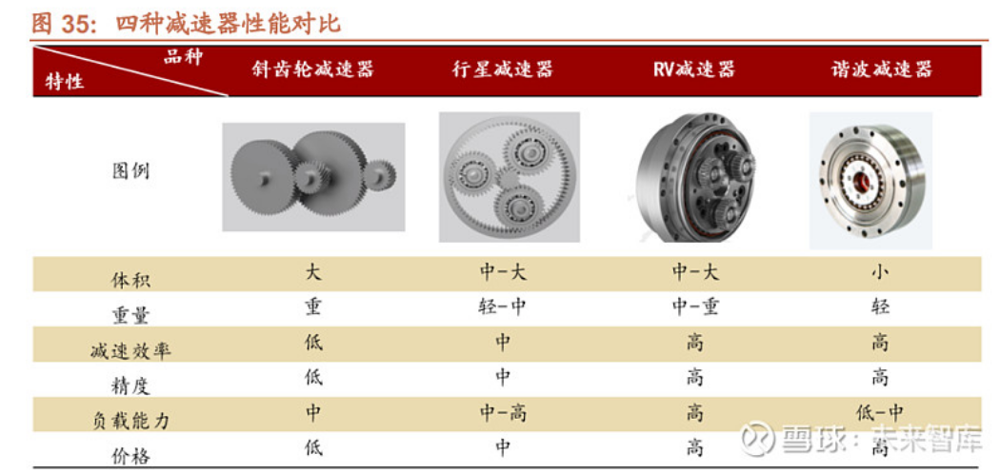 图 35：四种减速器性能对比
品种
特性 斜齿轮减速器 行星减速器 RV减速器 谐波减速器
图例
体积 大 中-大 中-大 小
重量 重 轻-中 中-重 轻
减速效率 低 中 高 高
精度 低 中 高 高
负载能力 中 中-高 高 低-中
价格 低 中 高 高
雪球：未来智库